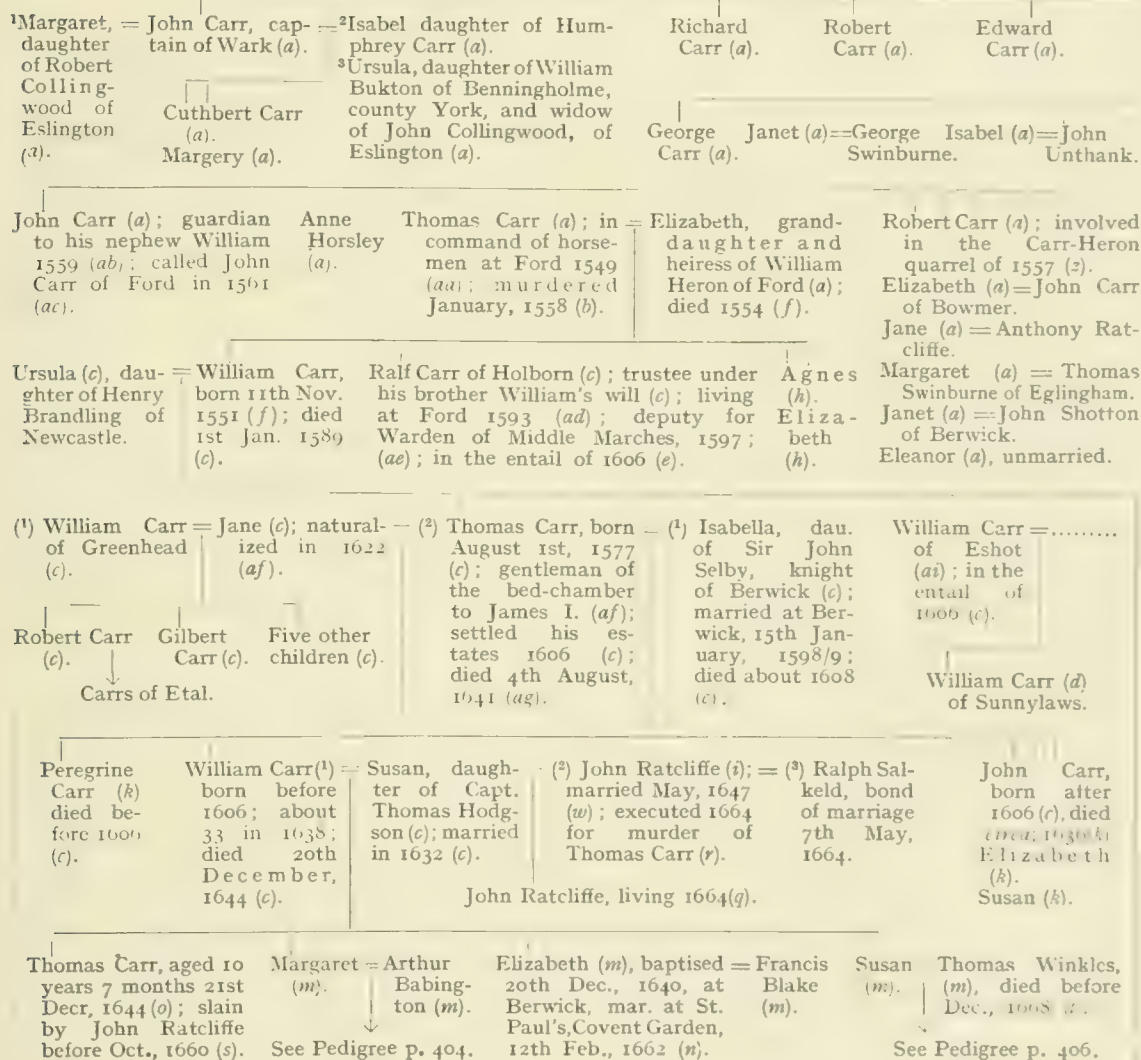 ¹Margaret, =
daughter
of Robert
Colling-
wood of
Eslington
(a).
John Carr, cap- =
tain of Wark (a).
Cuthbert Carr
(a).
Margery (a).
²Isabel daughter of Hum-
phrey Carr (a).
³Ursula, daughter of William
Bukton of Benningholme,
county York, and widow
of John Collingwood, of
Eslington (a).
Richard
Carr (a).
Robert
Carr (a).
Edward
Carr (a).
George
Carr (a).
Janet (a)=George
Swinburne.
Isabel (a)=John
Unthank.
John Carr (a); guardian
to his nephew William
1559 (ab); called John
Carr of Ford in 1561
(ac).
Anne
Horsley
(a).
Thomas Carr (a); in =
command of horse-
men at Ford 1549
(aa); murdered
January, 1558 (b).
Elizabeth, grand-
daughter and
heiress of William
Heron of Ford (a);
died 1554 (f).
Robert Carr (a); involved
in the Carr-Heron
quarrel of 1557 (z).
Elizabeth (a)=John Carr
of Bowmer.
Jane (a) = Anthony Rat-
cliffe.
Margaret (a) = Thomas
Swinburne of Eglingham.
Janet (a) = John Shotton
of Berwick.
Eleanor (a), unmarried.
Ursula (c), dau- =
ghter of Henry
Brandling of
Newcastle.
William Carr,
born 11th Nov.
1551 (f); died
1st Jan. 1589
(c).
Ralf Carr of Holborn (c); trustee under
his brother William's will (c); living
at Ford 1593 (ad); deputy for
Warden of Middle Marches, 1597;
(ae); in the entail of 1606 (e).
Agnes
(h).
Eliza-
beth
(h).
(¹) William Carr =
of Greenhead
(c).
Jane (c); natural- —
ized in 1622
(af).
(²) Thomas Carr, born —
August 1st, 1577
(c); gentleman of
the bed-chamber
to James I. (af);
settled his es-
tates 1606 (c);
died 4th August,
1641 (ag).
(¹) Isabella, dau.
of Sir John
Selby, knight
of Berwick (c);
married at Ber-
wick, 15th Jan-
uary, 1598/9;
died about 1608
(c).
William Carr =.........
of Eshot
(ai); in the
entail of
1606 (c).
Robert Carr
(c).
Gilbert
Carr (c).
Five other
children (c).
Carrs of Etal.
William Carr (d)
of Sunnylaws.
Peregrine
Carr (k)
died be-
fore 1606
(c).
William Carr(¹) =
born before
1606; about
33 in 1638;
died 20th
December,
1644 (c).
Susan, daugh-
ter of Capt.
Thomas Hodg-
son (c); married
in 1632 (c).
(²) John Ratcliffe (i); =
married May, 1647
(w); executed 1664
for murder of
Thomas Carr (r).
(³) Ralph Sal-
keld, bond
of marriage
7th May,
1664.
John Carr,
born after
1606 (c), died
circa;
Elizabeth
(k).
Susan (k).
John Ratcliffe, living 1664(q).
Thomas Carr, aged 10
years 7 months 21st
Decr, 1644 (o); slain
by John Ratcliffe
before Oct., 1660 (s).
Margaret =
(m).
Arthur
Babing-
ton (m).
See Pedigree p. 404.
Elizabeth (m), baptised =
20th Dec., 1640, at
Berwick, mar. at St.
Paul's, Covent Garden,
12th Feb., 1662 (n).
Francis
Blake
(m).
Susan
(m).
Thomas Winkles,
(m), died before
Dec., 1668
See Pedigree p. 406.